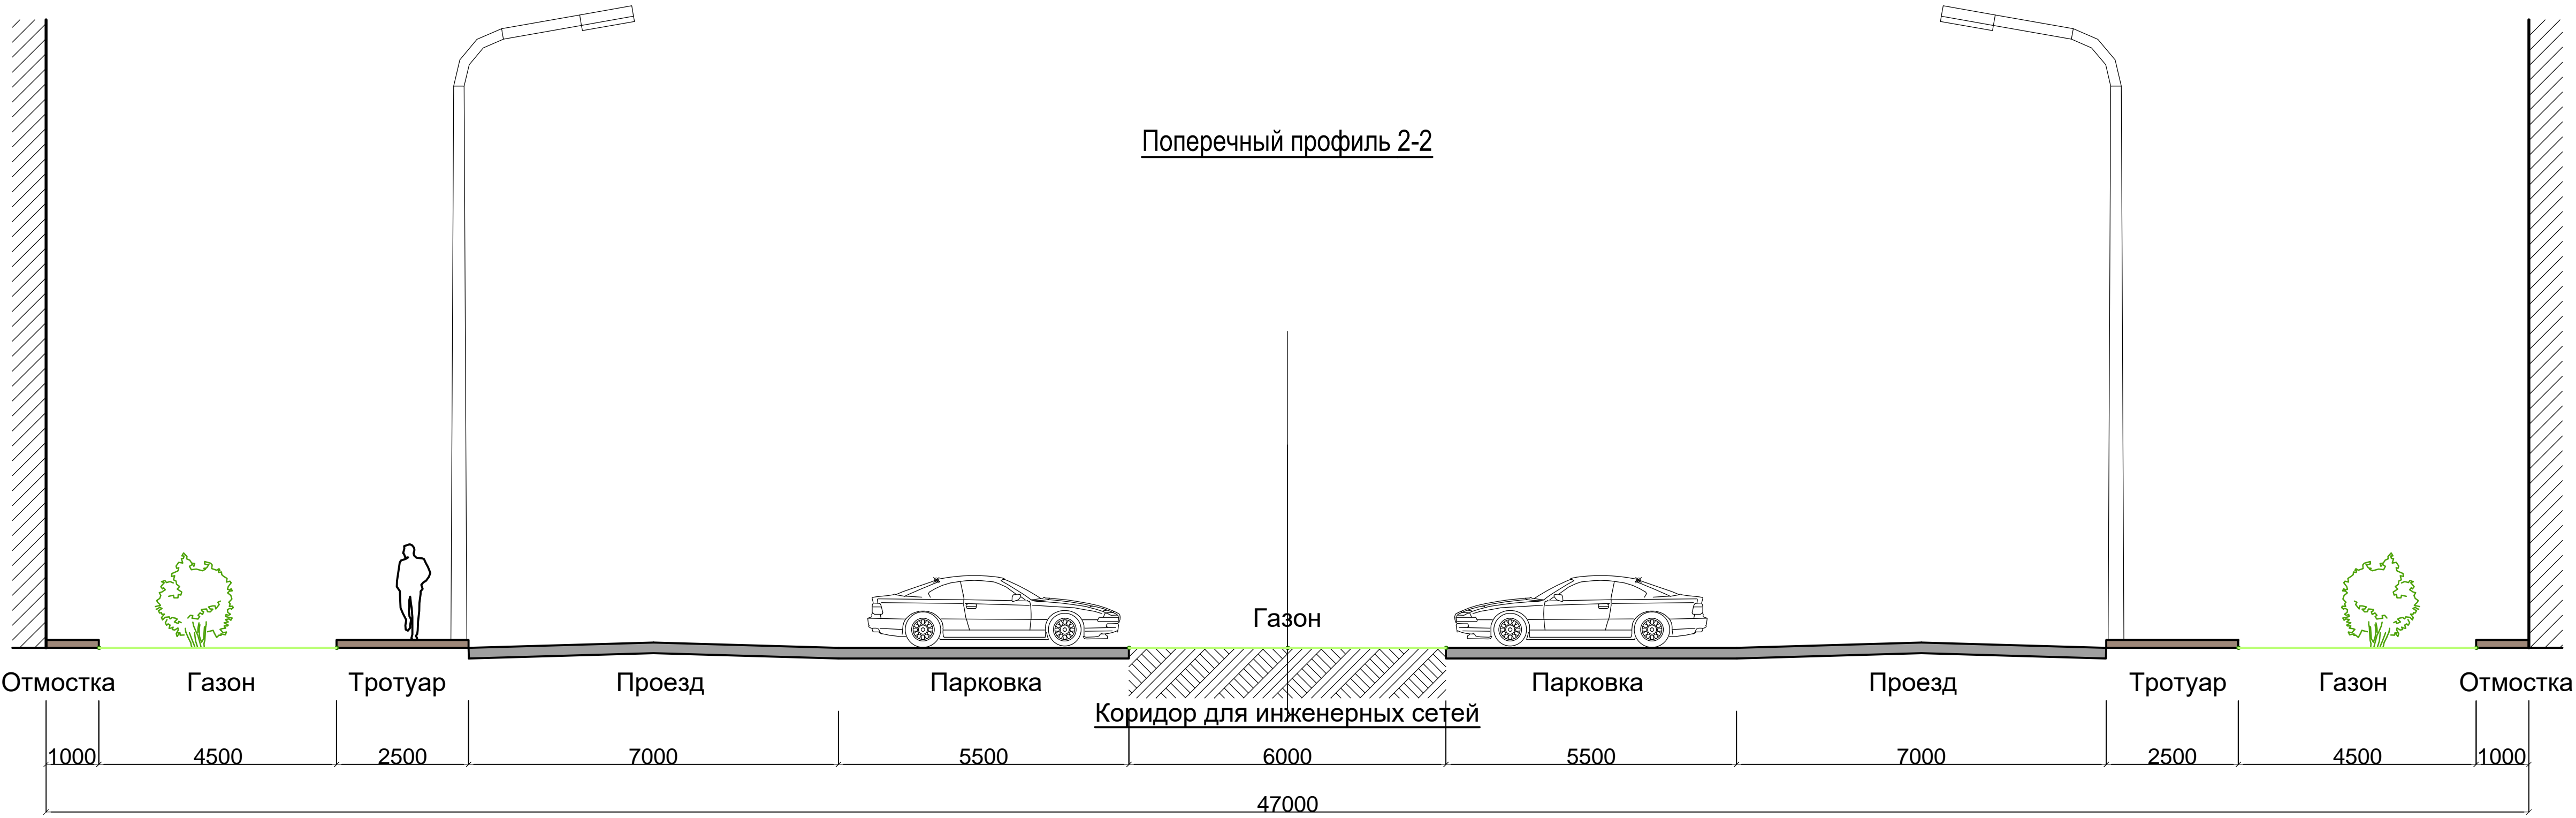 Поперечный профиль 2-2
Газон
Отмостка Газон Тротуар Проезд Парковка Парковка Проезд Тротуар Газон Отмостка
Коридор для инженерных сетей
1000 4500 2500 7000 5500 6000 5500 7000 2500 4500 1000
47000